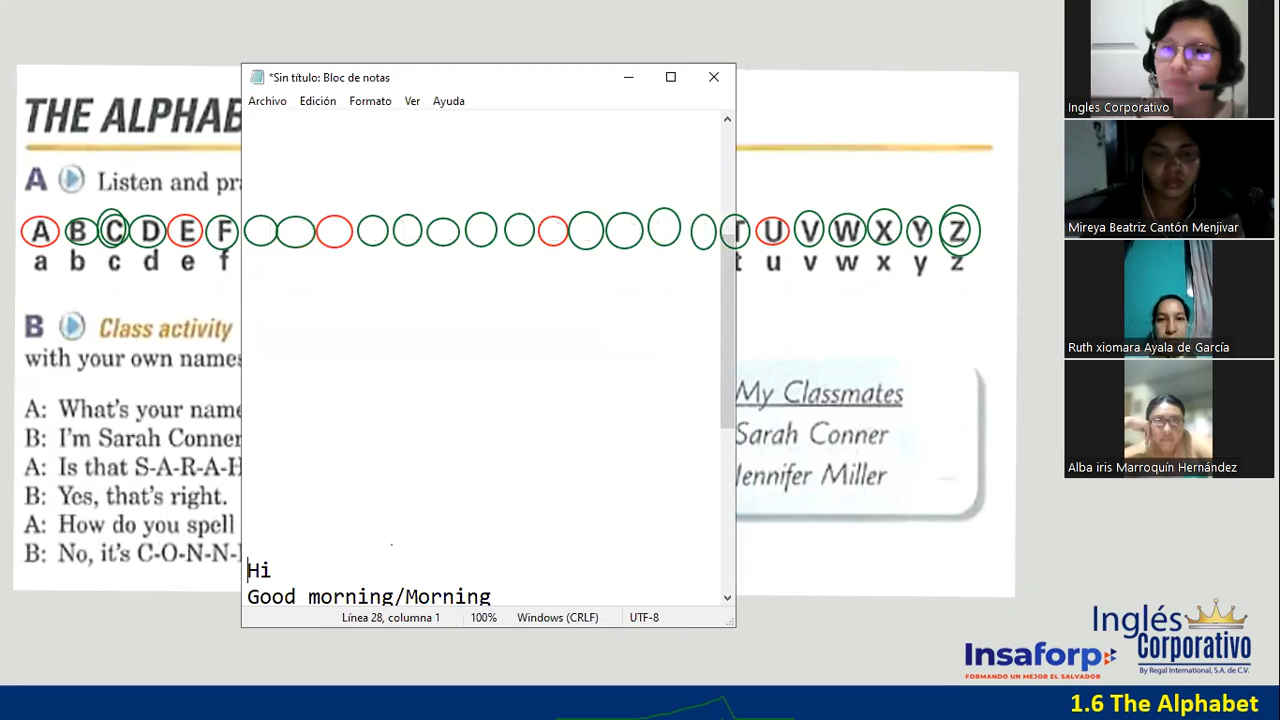 *Sin título: Bloc de notas
Archivo Edición Formato Ver Ayuda
THE ALPHAB
A Listen and pr
A B C D E F T U V W X Y Z
a b c d e f t u v w x y z
B Class activity
with your own names
A: What's your name
B: I'm Sarah Conner
A: Is that S-A-R-A-H
B: Yes, that's right.
A: How do you spell
B: No, it's C-O-N-N-
My Classmates
Sarah Conner
Jennifer Miller
Hi
Good morning/Morning
Línea 28, columna 1 100% Windows (CRLF) UTF-8
Ingles Corporativo
Mireya Beatriz Cantón Menjivar
Ruth xiomara Ayala de García
Alba iris Marroquín Hernández
Insaforp
FORMANDO UN MEJOR EL SALVADOR
Inglés
Corporativo
By Regal International, S.A. de C.V.
1.6 The Alphabet